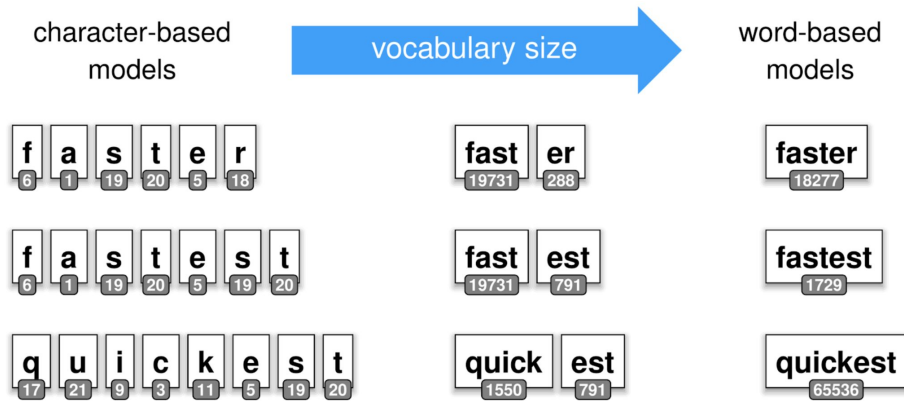 character-based
models
vocabulary size
word-based
models
f a s t e r
6 1 19 20 5 18
fast er
19731 288
faster
18277
f a s t e s t
6 1 19 20 5 19 20
fast est
19731 791
fastest
1729
q u i c k e s t
17 21 9 3 11 5 19 20
quick est
1550 791
quickest
65536